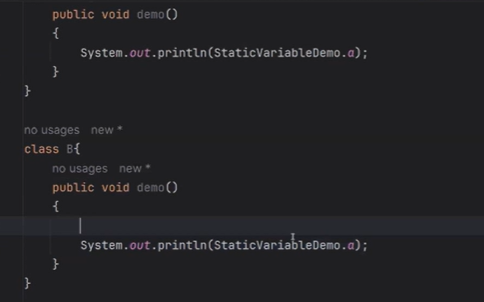 public void demo()
{
System.out.println(StaticVariableDemo.a);
}
}
no usages new *
class B{
no usages new *
public void demo()
{
System.out.println(StaticVariableDemo.a);
}
}